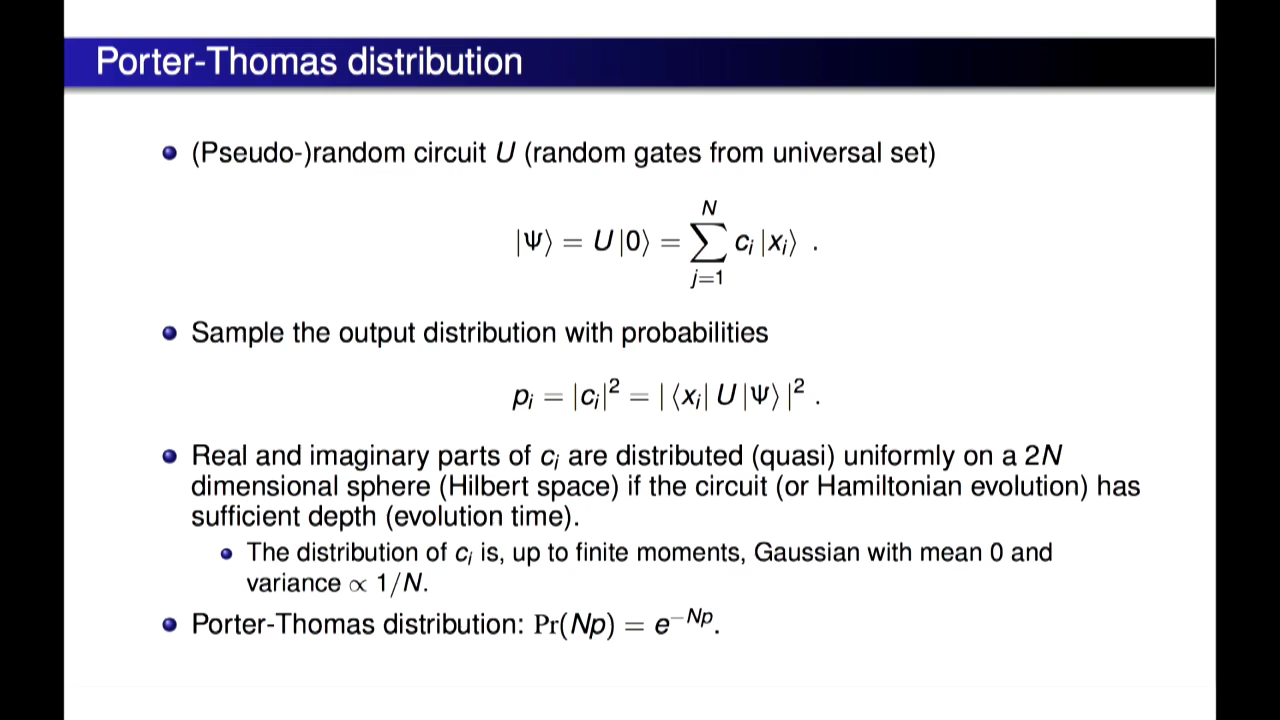 Porter-Thomas distribution
(Pseudo-)random circuit U (random gates from universal set)
|Ψ⟩ = U |0⟩ = ∑_{j=1}^{N} c_i |x_i⟩ .
Sample the output distribution with probabilities
p_i = |c_i|² = | ⟨x_i| U |Ψ⟩ |² .
Real and imaginary parts of c_i are distributed (quasi) uniformly on a 2N
dimensional sphere (Hilbert space) if the circuit (or Hamiltonian evolution) has
sufficient depth (evolution time).
The distribution of c_i is, up to finite moments, Gaussian with mean 0 and
variance ∝ 1/N.
Porter-Thomas distribution: Pr(Np) = e^{−Np}.